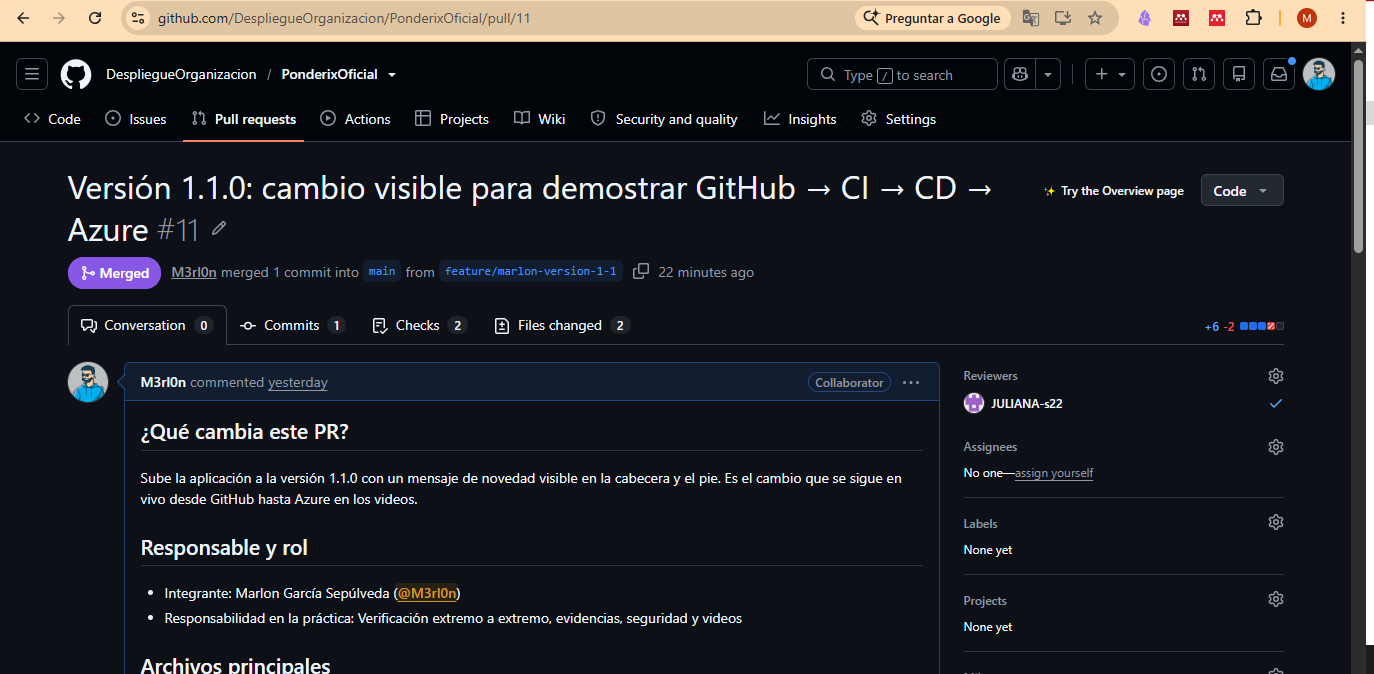 github.com/DespliegueOrganizacion/PonderixOficial/pull/11
Preguntar a Google
M
DespliegueOrganizacion / PonderixOficial
Type / to search
Code
Issues
Pull requests
Actions
Projects
Wiki
Security and quality
Insights
Settings
Versión 1.1.0: cambio visible para demostrar GitHub → CI → CD →
Azure #11
Try the Overview page
Code
Merged
M3rl0n merged 1 commit into main from feature/marlon-version-1-1 22 minutes ago
Conversation 0
Commits 1
Checks 2
Files changed 2
+6 -2
M3rl0n commented yesterday
Collaborator
¿Qué cambia este PR?
Sube la aplicación a la versión 1.1.0 con un mensaje de novedad visible en la cabecera y el pie. Es el cambio que se sigue en
vivo desde GitHub hasta Azure en los videos.
Responsable y rol
• Integrante: Marlon García Sepúlveda (@M3rl0n)
• Responsabilidad en la práctica: Verificación extremo a extremo, evidencias, seguridad y videos
Archivos principales
Reviewers
JULIANA-s22
Assignees
No one—assign yourself
Labels
None yet
Projects
None yet